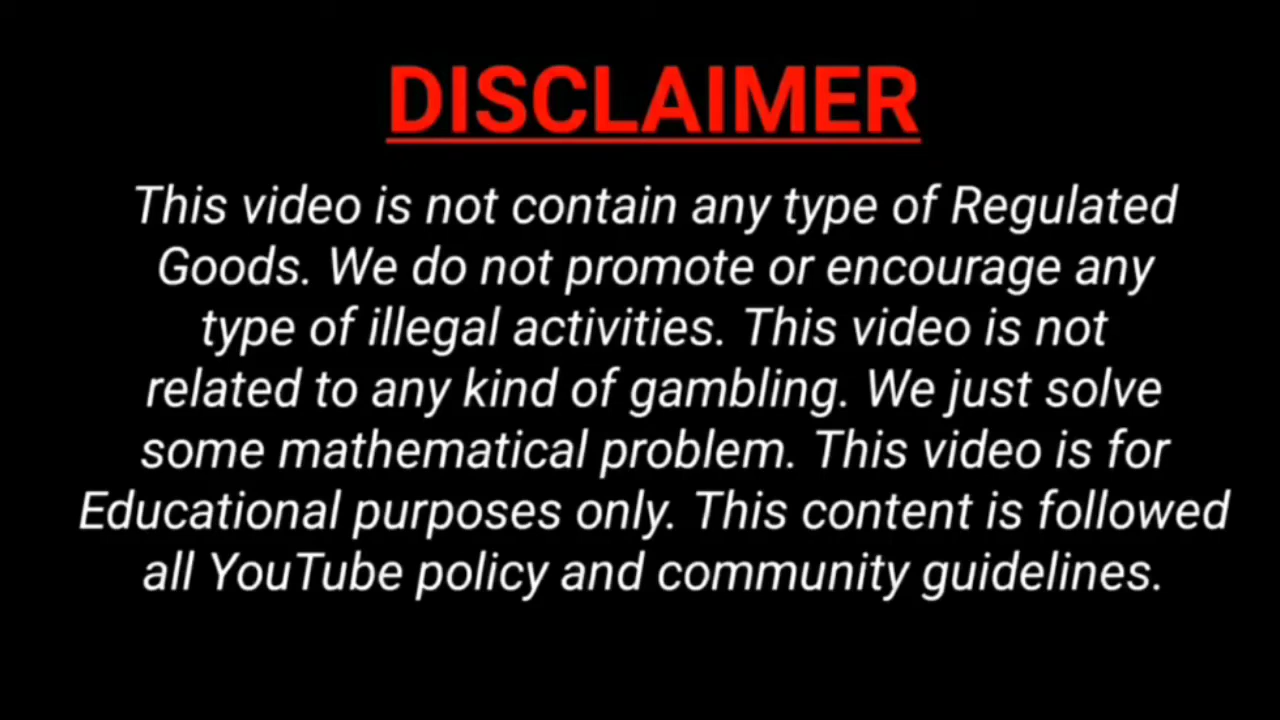 DISCLAIMER
This video is not contain any type of Regulated
Goods. We do not promote or encourage any
type of illegal activities. This video is not
related to any kind of gambling. We just solve
some mathematical problem. This video is for
Educational purposes only. This content is followed
all YouTube policy and community guidelines.